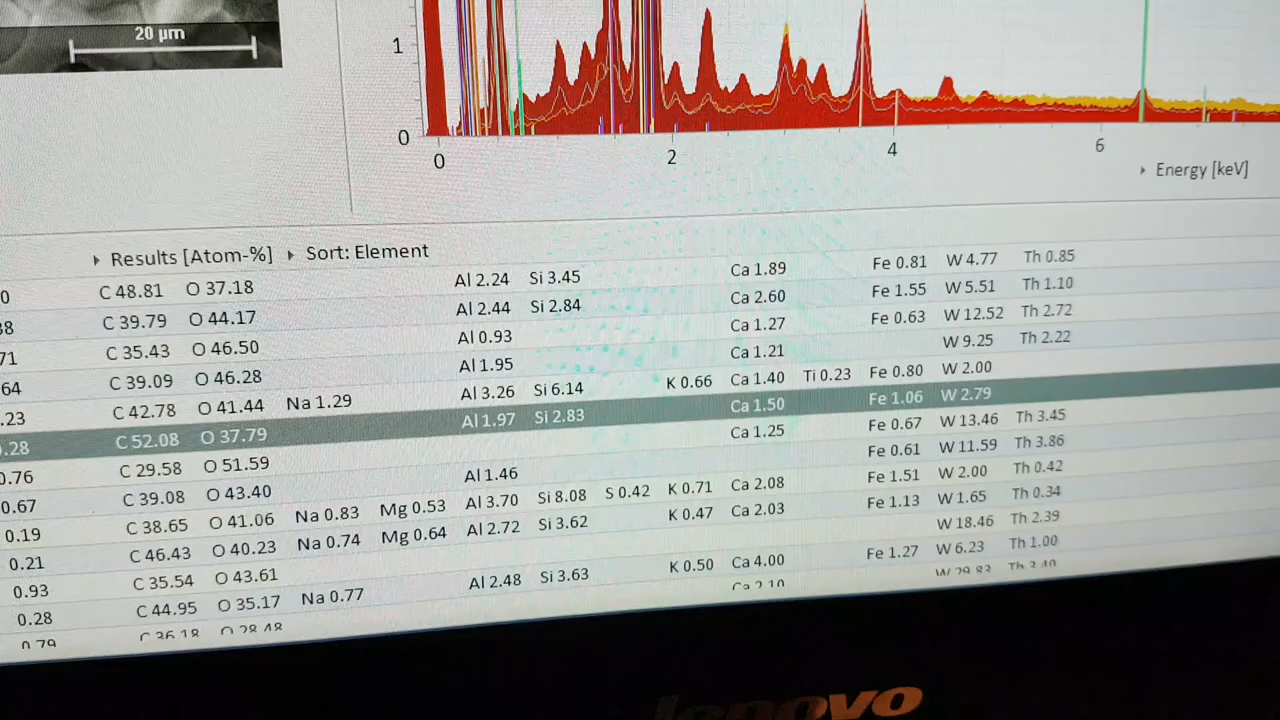 20 µm
1
0
0 2 4 6
Energy [keV]
Results [Atom-%] Sort: Element
0 C 48.81 O 37.18 Al 2.24 Si 3.45 Ca 1.89 Fe 0.81 W 4.77 Th 0.85
38 C 39.79 O 44.17 Al 2.44 Si 2.84 Ca 2.60 Fe 1.55 W 5.51 Th 1.10
71 C 35.43 O 46.50 Al 0.93 Ca 1.27 Fe 0.63 W 12.52 Th 2.72
64 C 39.09 O 46.28 Al 1.95 Ca 1.21 W 9.25 Th 2.22
.23 C 42.78 O 41.44 Na 1.29 Al 3.26 Si 6.14 K 0.66 Ca 1.40 Ti 0.23 Fe 0.80 W 2.00
.28 C 52.08 O 37.79 Al 1.97 Si 2.83 Ca 1.50 Fe 1.06 W 2.79
0.76 C 29.58 O 51.59 Ca 1.25 Fe 0.67 W 13.46 Th 3.45
0.67 C 39.08 O 43.40 Al 1.46 Fe 0.61 W 11.59 Th 3.86
0.19 C 38.65 O 41.06 Na 0.83 Mg 0.53 Al 3.70 Si 8.08 S 0.42 K 0.71 Ca 2.08 Fe 1.51 W 2.00 Th 0.42
0.21 C 46.43 O 40.23 Na 0.74 Mg 0.64 Al 2.72 Si 3.62 K 0.47 Ca 2.03 Fe 1.13 W 1.65 Th 0.34
0.93 C 35.54 O 43.61 W 18.46 Th 2.39
0.28 C 44.95 O 35.17 Na 0.77 Al 2.48 Si 3.63 K 0.50 Ca 4.00 Fe 1.27 W 6.23 Th 1.00
0.79 Ca 2.10
lenovo